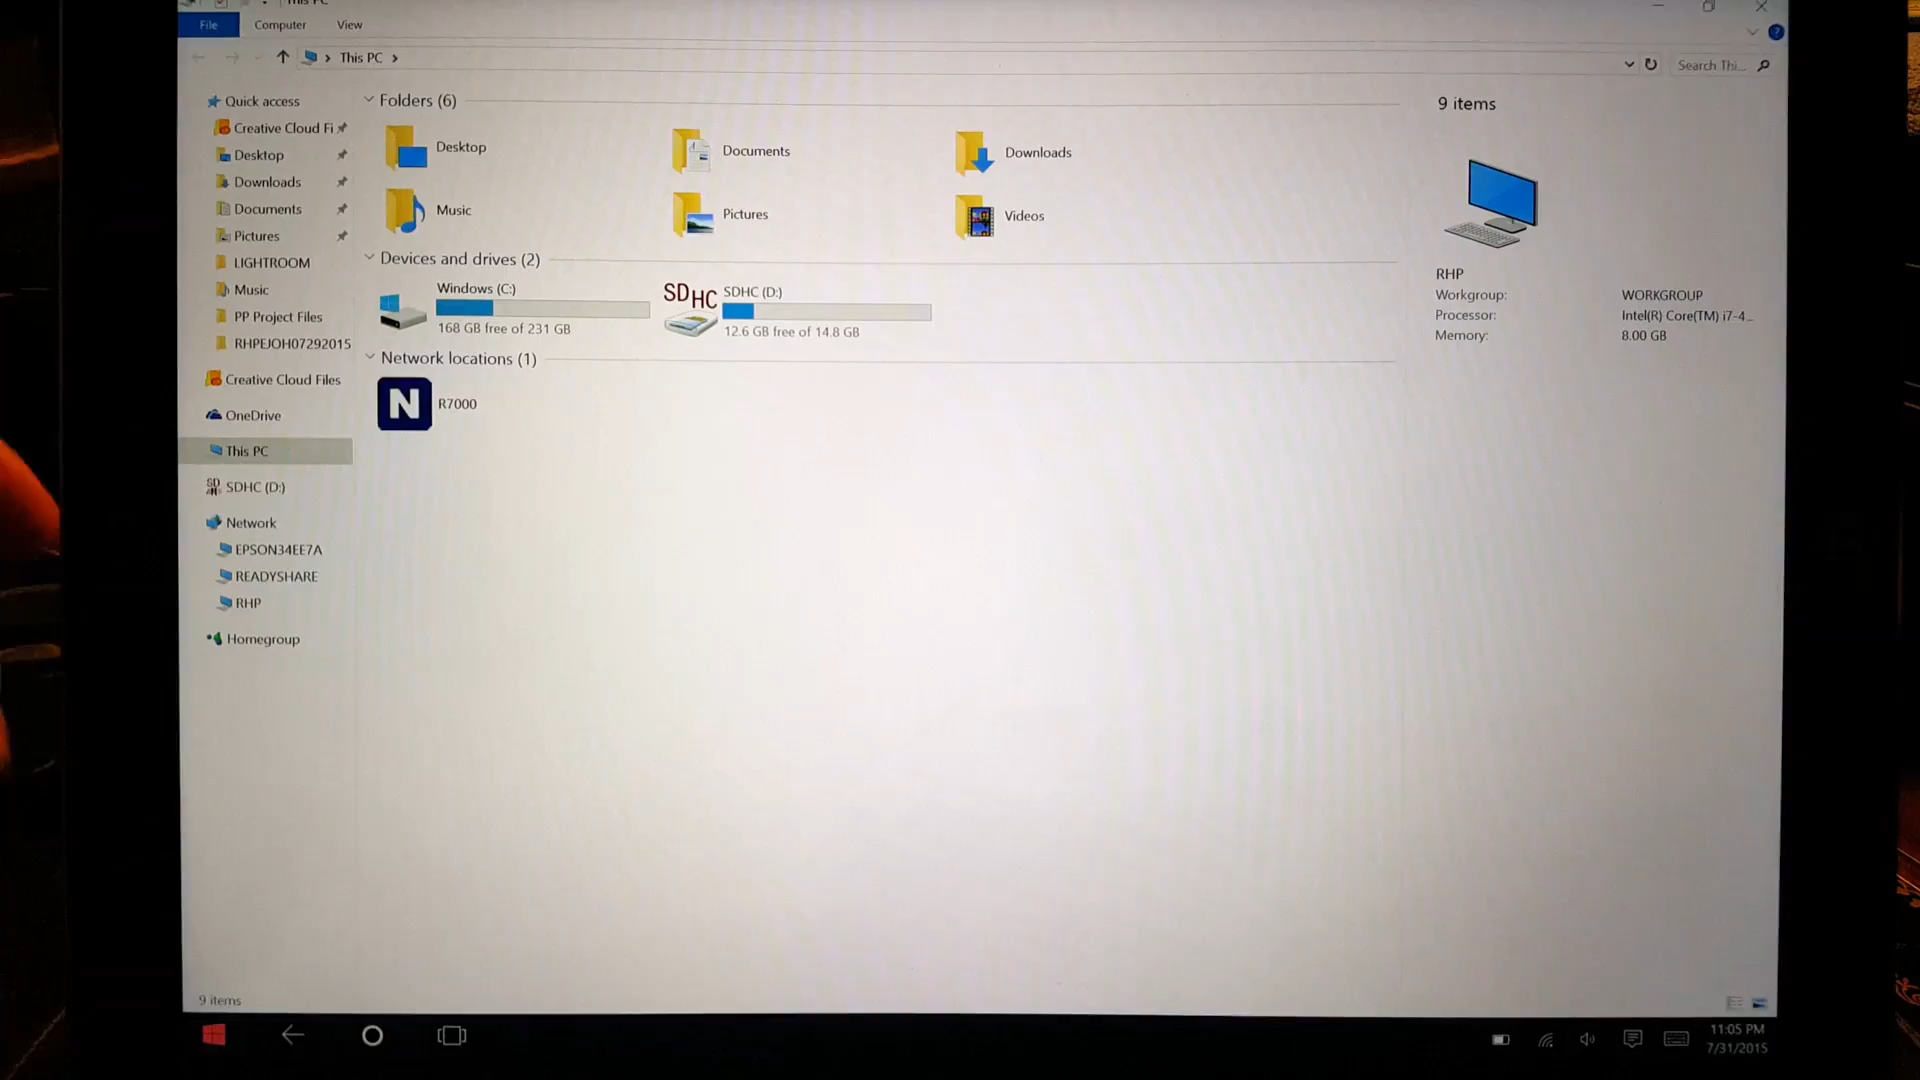 This PC
File Computer View
This PC
Search Thi...
Quick access
Creative Cloud Fi
Desktop
Downloads
Documents
Pictures
LIGHTROOM
Music
PP Project Files
RHPEJOH07292015
Creative Cloud Files
OneDrive
This PC
SDHC (D:)
Network
EPSON34EE7A
READYSHARE
RHP
Homegroup
Folders (6)
Desktop
Documents
Downloads
Music
Pictures
Videos
Devices and drives (2)
Windows (C:)
168 GB free of 231 GB
SDHC
SDHC (D:)
12.6 GB free of 14.8 GB
Network locations (1)
N
R7000
9 items
RHP
Workgroup: WORKGROUP
Processor: Intel(R) Core(TM) i7-4...
Memory: 8.00 GB
9 items
11:05 PM
7/31/2015